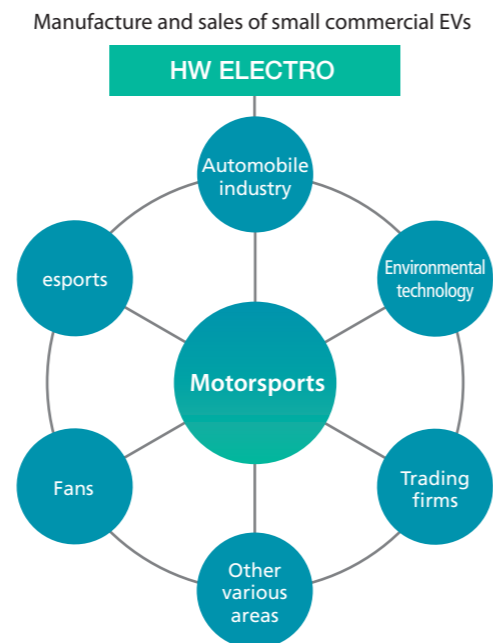 Manufacture and sales of small commercial EVs
HW ELECTRO
Automobile
industry
esports
Environmental
technology
Motorsports
Fans
Trading
firms
Other
various
areas